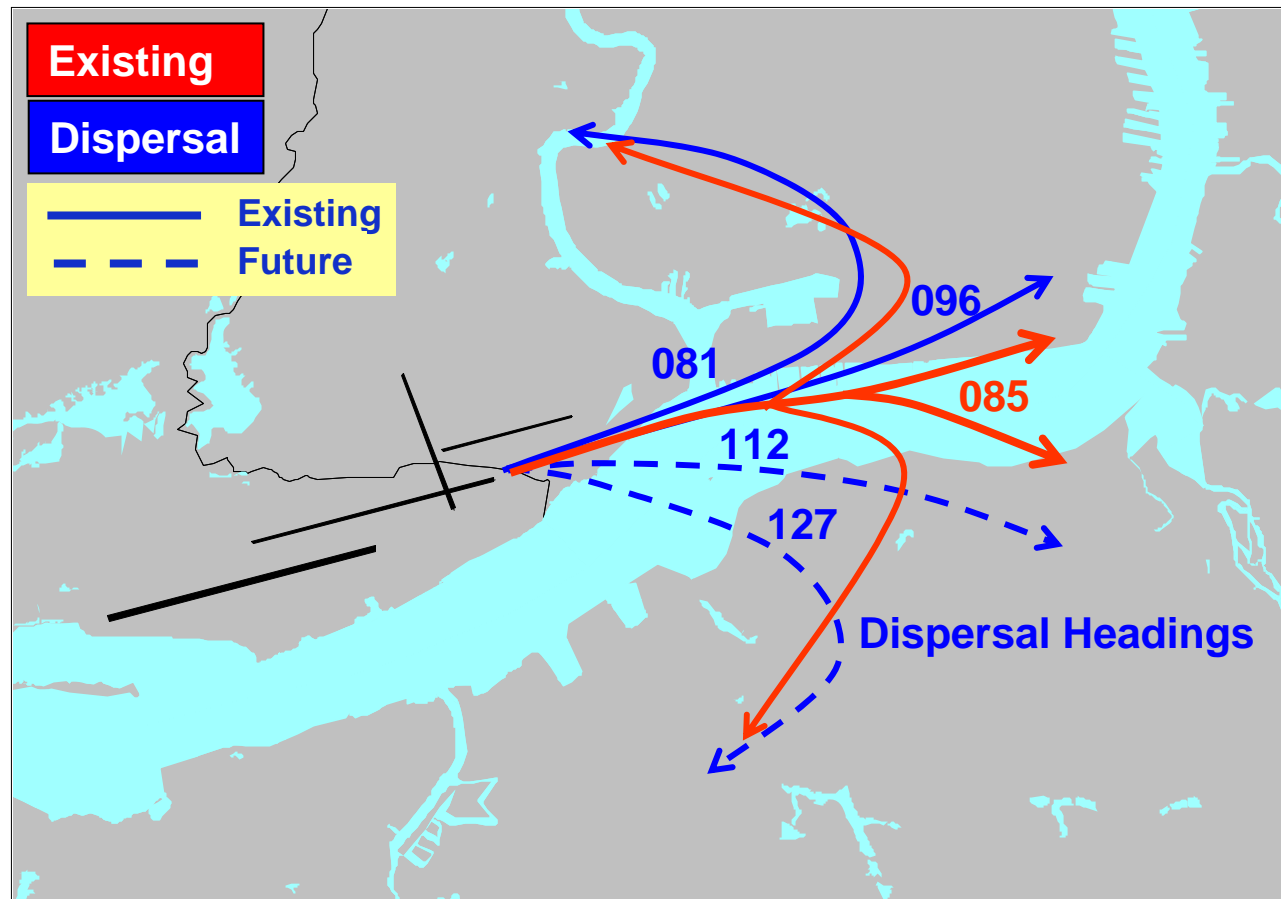 Existing
Dispersal
Existing
Future
096
081
085
112
127
Dispersal Headings